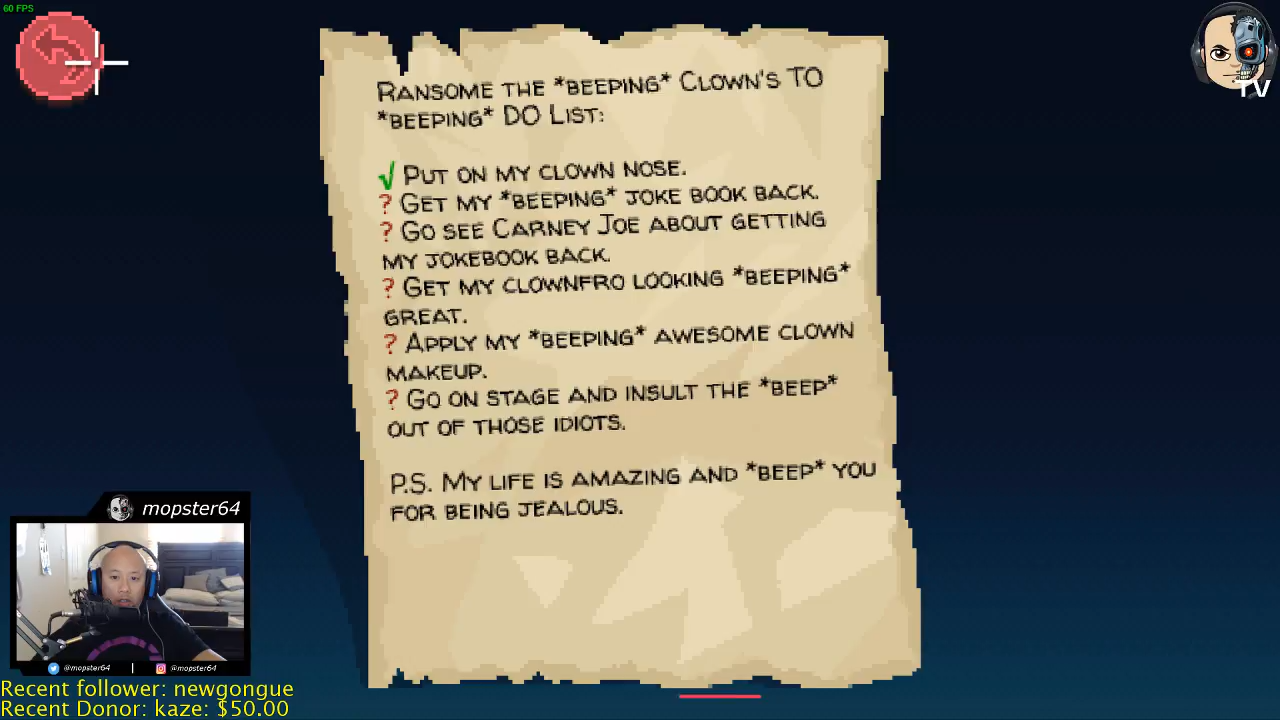 60 FPS
TV
RANSOME THE *BEEPING* CLOWN'S TO
*BEEPING* DO LIST:
√ PUT ON MY CLOWN NOSE.
? GET MY *BEEPING* JOKE BOOK BACK.
? GO SEE CARNEY JOE ABOUT GETTING
MY JOKEBOOK BACK.
? GET MY CLOWNFRO LOOKING *BEEPING*
GREAT.
? APPLY MY *BEEPING* AWESOME CLOWN
MAKEUP.
? GO ON STAGE AND INSULT THE *BEEP*
OUT OF THOSE IDIOTS.
P.S. MY LIFE IS AMAZING AND *BEEP* YOU
FOR BEING JEALOUS.
mopster64
@mopster64 | @mopster64
Recent follower: newgongue
Recent Donor: kaze: $50.00